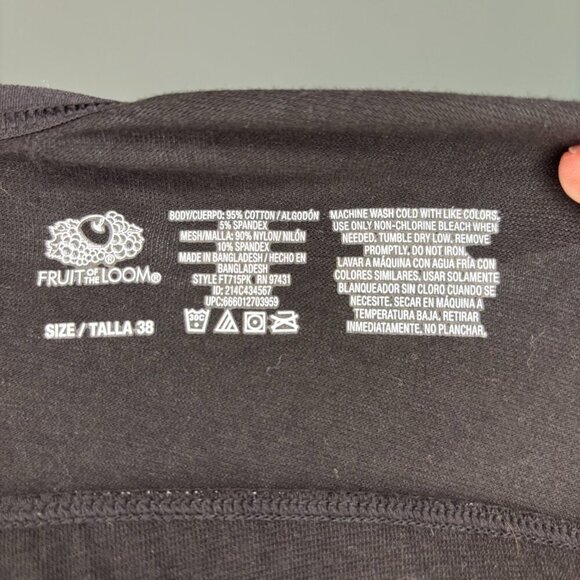 FRUIT OF THE LOOM®
SIZE / TALLA 38
BODY/CUERPO: 95% COTTON / ALGODÓN
5% SPANDEX
MESH/MALLA: 90% NYLON/ NILÓN
10% SPANDEX
MADE IN BANGLADESH / HECHO EN
BANGLADESH
STYLE FT715PK RN 97431
ID: 214C434567
UPC:666012703959
30C
MACHINE WASH COLD WITH LIKE COLORS.
USE ONLY NON-CHLORINE BLEACH WHEN
NEEDED. TUMBLE DRY LOW. REMOVE
PROMPTLY. DO NOT IRON.
LAVAR A MÁQUINA CON AGUA FRÍA CON
COLORES SIMILARES. USAR SOLAMENTE
BLANQUEADOR SIN CLORO CUANDO SE
NECESITE. SECAR EN MÁQUINA A
TEMPERATURA BAJA. RETIRAR
INMEDIATAMENTE. NO PLANCHAR.